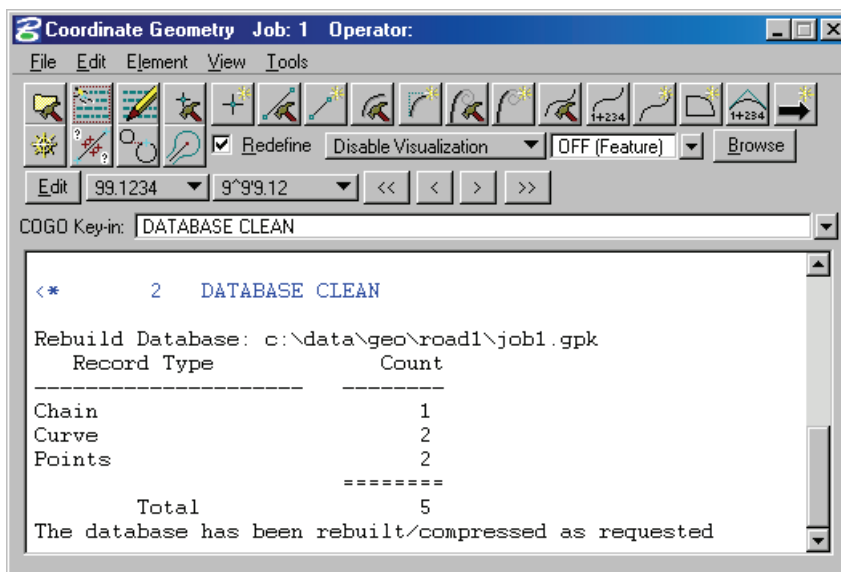 Coordinate Geometry Job: 1 Operator:
File Edit Element View Tools
1+234 1+234
Redefine Disable Visualization OFF (Feature) Browse
Edit 99.1234 9^9'9.12 << < > >>
COGO Key-in: DATABASE CLEAN
<* 2 DATABASE CLEAN
Rebuild Database: c:\data\geo\road1\job1.gpk
Record Type Count
---------------------- --------
Chain 1
Curve 2
Points 2
========
Total 5
The database has been rebuilt/compressed as requested